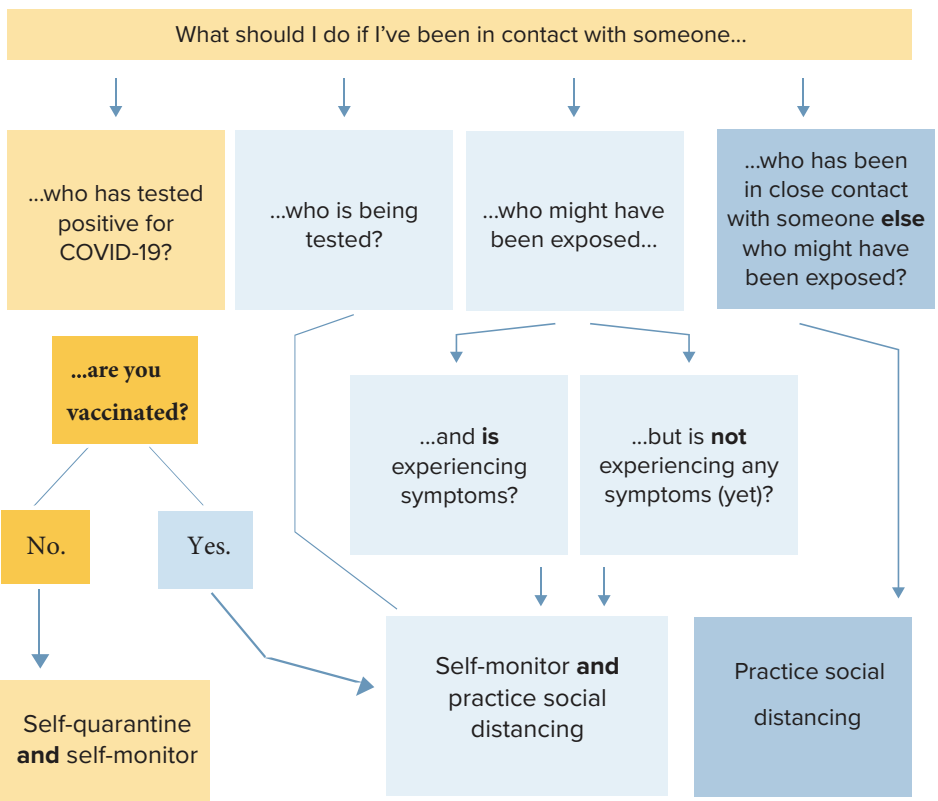 What should I do if I've been in contact with someone...
...who has tested
positive for
COVID-19?
...who is being
tested?
...who might have
been exposed...
...who has been
in close contact
with someone else
who might have
been exposed?
...are you
vaccinated?
...and is
experiencing
symptoms?
...but is not
experiencing any
symptoms (yet)?
No.
Yes.
Self-quarantine
and self-monitor
Self-monitor and
practice social
distancing
Practice social
distancing